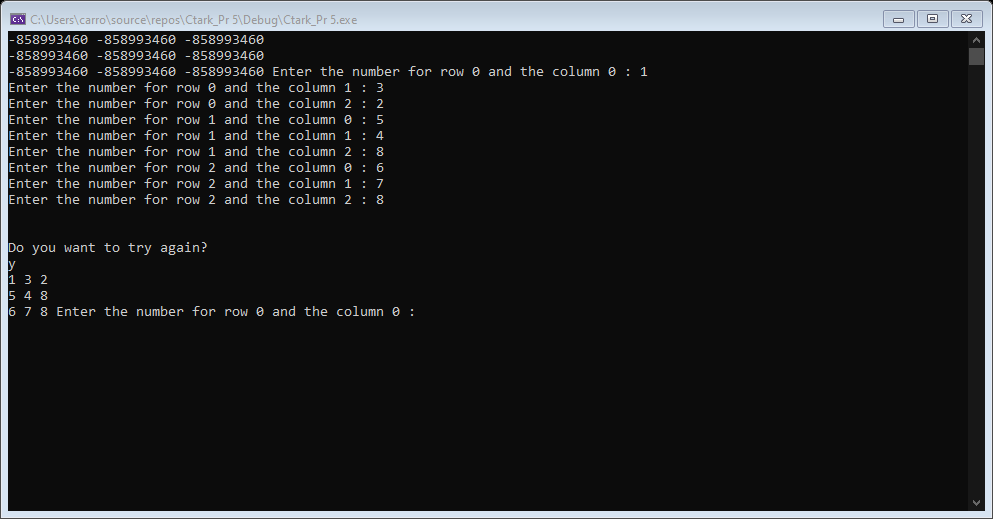 C:\Users\carro\source\repos\Ctark_Pr 5\Debug\Ctark_Pr 5.exe
-858993460 -858993460 -858993460
-858993460 -858993460 -858993460
-858993460 -858993460 -858993460 Enter the number for row 0 and the column 0 : 1
Enter the number for row 0 and the column 1 : 3
Enter the number for row 0 and the column 2 : 2
Enter the number for row 1 and the column 0 : 5
Enter the number for row 1 and the column 1 : 4
Enter the number for row 1 and the column 2 : 8
Enter the number for row 2 and the column 0 : 6
Enter the number for row 2 and the column 1 : 7
Enter the number for row 2 and the column 2 : 8
Do you want to try again?
y
1 3 2
5 4 8
6 7 8 Enter the number for row 0 and the column 0 :